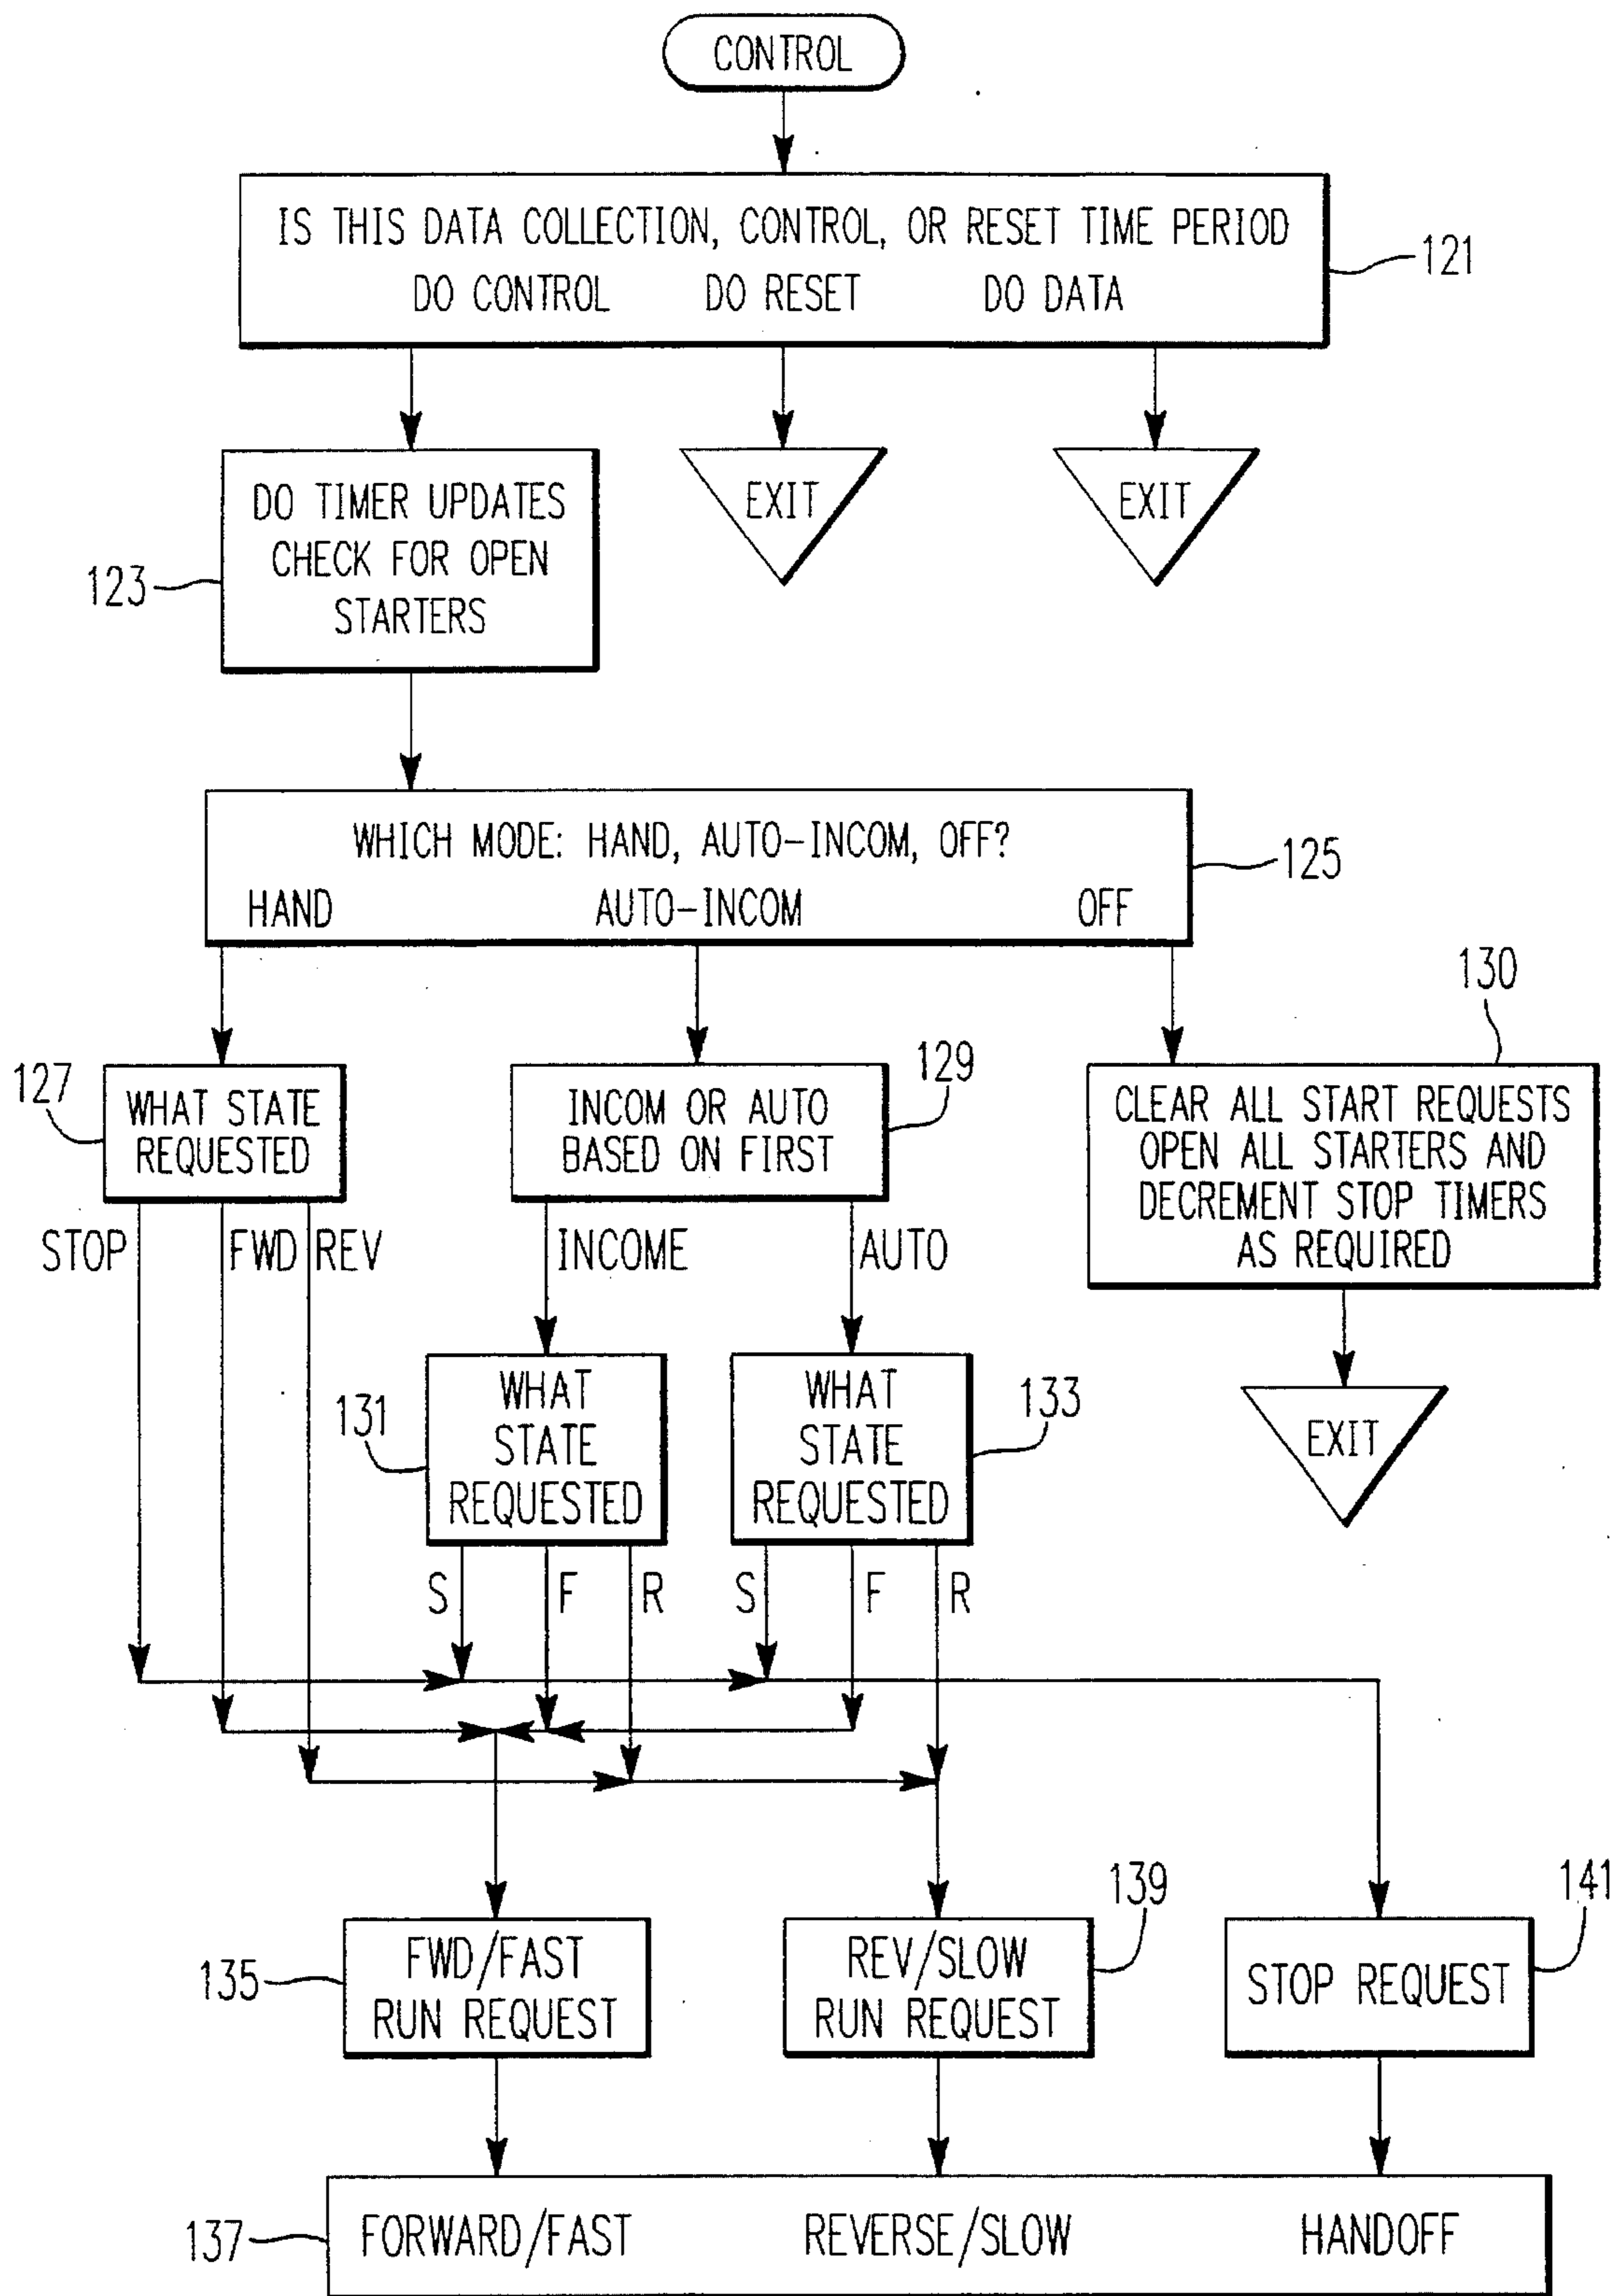 CONTROL
IS THIS DATA COLLECTION, CONTROL, OR RESET TIME PERIOD
DO CONTROL DO RESET DO DATA
121
DO TIMER UPDATES
CHECK FOR OPEN
STARTERS
123
EXIT
EXIT
WHICH MODE: HAND, AUTO-INCOM, OFF?
HAND AUTO-INCOM OFF
125
127
WHAT STATE
REQUESTED
129
INCOM OR AUTO
BASED ON FIRST
130
CLEAR ALL START REQUESTS
OPEN ALL STARTERS AND
DECREMENT STOP TIMERS
AS REQUIRED
STOP FWD REV
INCOME AUTO
131
WHAT
STATE
REQUESTED
WHAT
STATE
REQUESTED
133
EXIT
S F R
S F R
135
FWD/FAST
RUN REQUEST
REV/SLOW
RUN REQUEST
139
STOP REQUEST
141
137
FORWARD/FAST REVERSE/SLOW HANDOFF